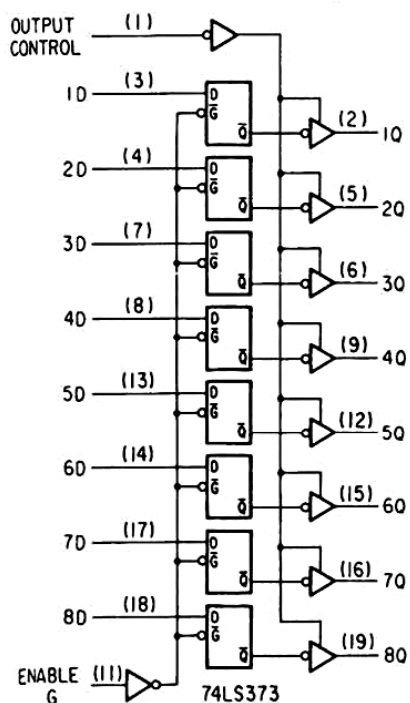 OUTPUT CONTROL (1)
1D (3) D G̅ Q̅ (2) 1Q
2D (4) D G̅ Q̅ (5) 2Q
3D (7) D G̅ Q̅ (6) 3Q
4D (8) D G̅ Q̅ (9) 4Q
5D (13) D G̅ Q̅ (12) 5Q
6D (14) D G̅ Q̅ (15) 6Q
7D (17) D G̅ Q̅ (16) 7Q
8D (18) D G̅ Q̅ (19) 8Q
ENABLE G (11)
74LS373